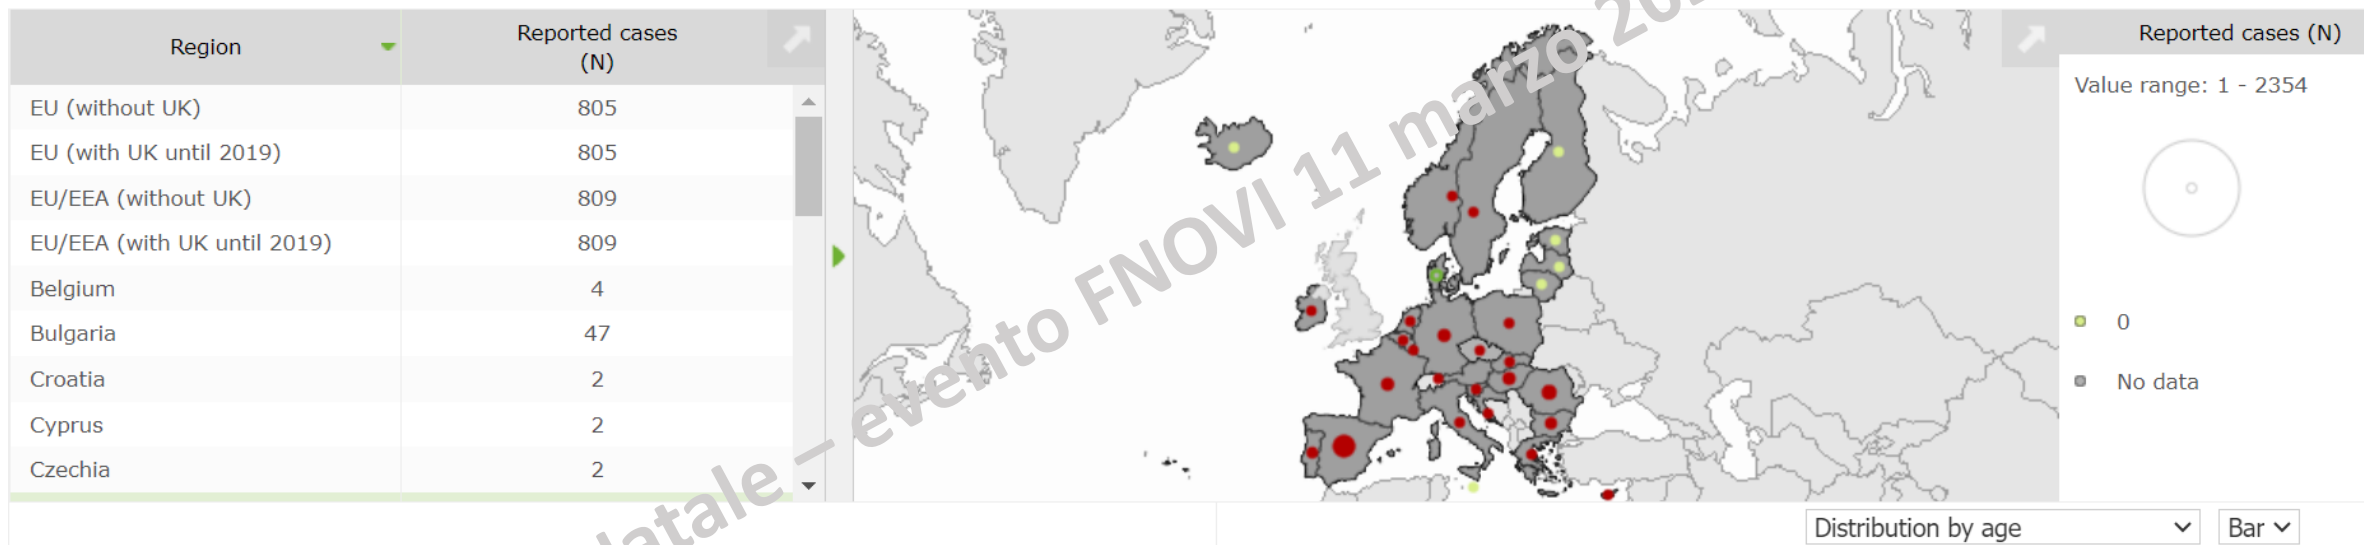 Region Reported cases (N)
EU (without UK) 805
EU (with UK until 2019) 805
EU/EEA (without UK) 809
EU/EEA (with UK until 2019) 809
Belgium 4
Bulgaria 47
Croatia 2
Cyprus 2
Czechia 2
Reported cases (N)
Value range: 1 - 2354
0
No data
Distribution by age
Bar
– evento FNOVI 11 marzo